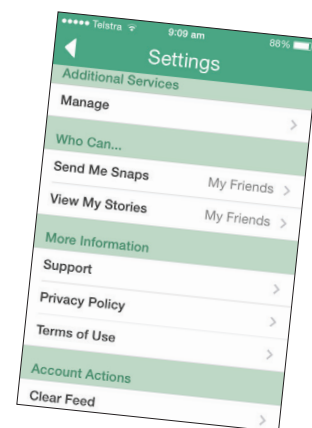 Telstra 9:09 am 88%
Settings
Additional Services
Manage
Who Can...
Send Me Snaps My Friends
View My Stories My Friends
More Information
Support
Privacy Policy
Terms of Use
Account Actions
Clear Feed